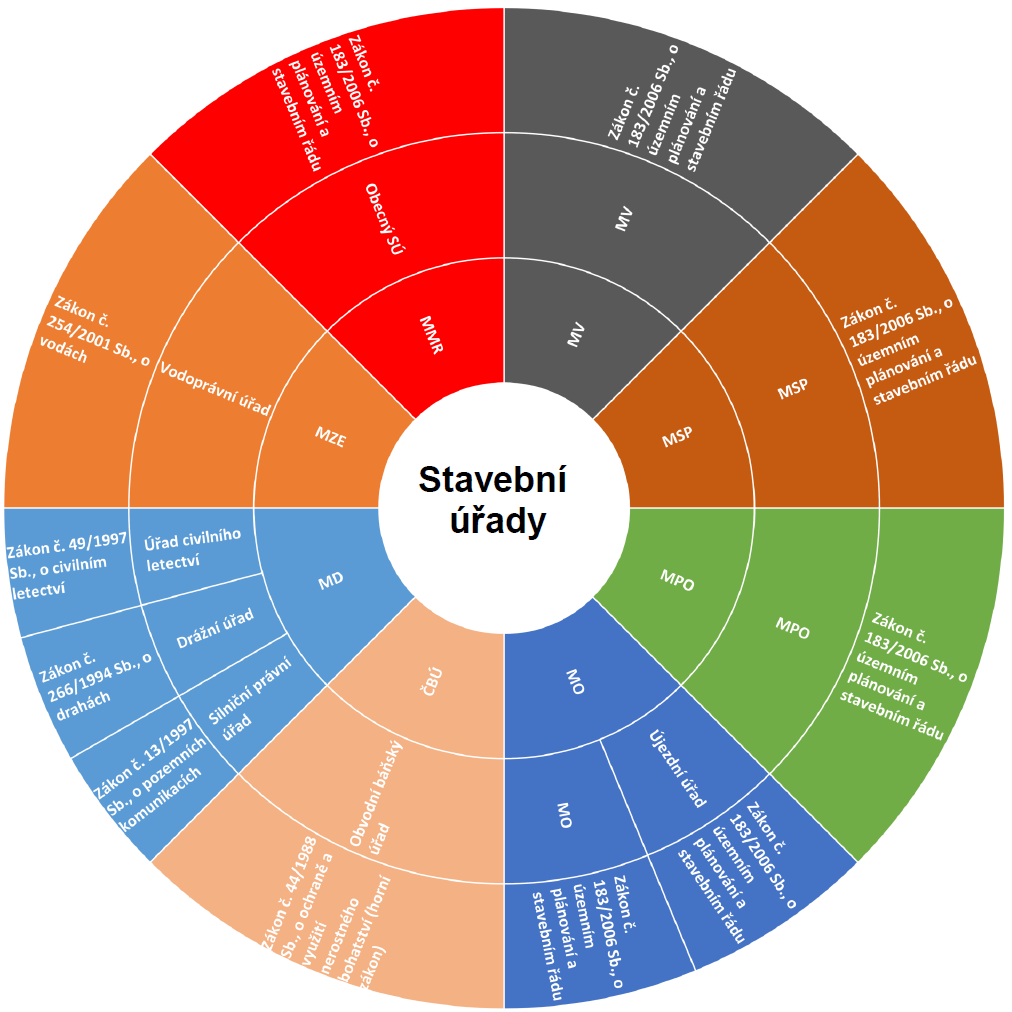 Stavební
úřady
MV
MV
Zákon č.
183/2006 Sb., o
územním
plánování a
stavebním řádu
MSP
MSP
Zákon č.
183/2006 Sb., o
územním
plánování a
stavebním řádu
MPO
MPO
Zákon č.
183/2006 Sb., o
územním
plánování a
stavebním řádu
MO
Újezdní úřad
Zákon č.
183/2006 Sb., o
územním
plánování a
stavebním řádu
MO
Zákon č.
183/2006 Sb., o
územním
plánování a
stavebním řádu
ČBÚ
Obvodní báňský
úřad
Zákon č. 44/1988
Sb., o ochraně a
využití
nerostného
bohatství (horní
zákon)
MD
Silniční právní
úřad
Zákon č. 13/1997
Sb., o pozemních
komunikacích
Drážní úřad
Zákon č.
266/1994 Sb., o
drahách
Úřad civilního
letectví
Zákon č. 49/1997
Sb., o civilním
letectví
MZE
Vodoprávní úřad
Zákon č.
254/2001 Sb., o
vodách
MMR
Obecný SÚ
Zákon č.
183/2006 Sb., o
územním
plánování a
stavebním řádu